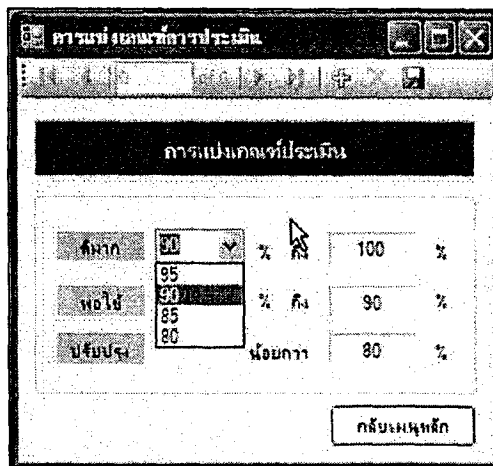 การแบ่งเกณฑ์การประเมิน
การแบ่งเกณฑ์ประเมิน
ดีมาก 90 % ถึง 100 %
95
90
85
80
พอใช้ % ถึง 90 %
ปรับปรุง น้อยกว่า 80 %
กลับเมนูหลัก